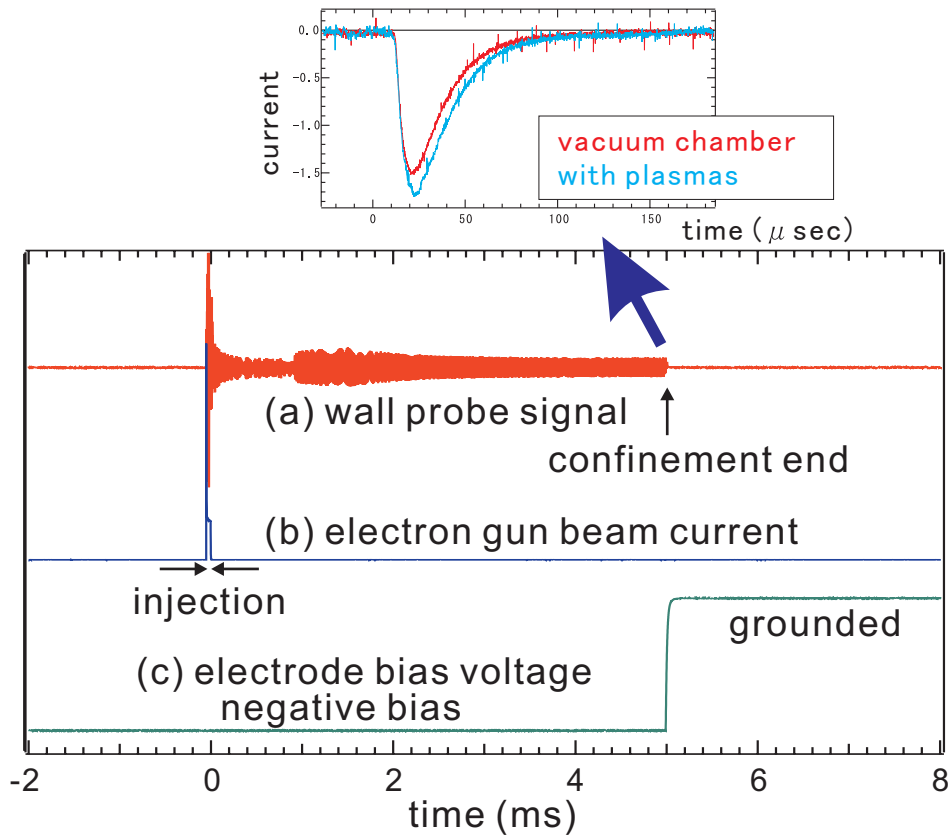 0.0
-0.5
-1.0
-1.5
current
0
50
100
150
time ( μ sec)
vacuum chamber
with plasmas
(a) wall probe signal
confinement end
(b) electron gun beam current
injection
grounded
(c) electrode bias voltage
negative bias
-2
0
2
4
6
8
time (ms)